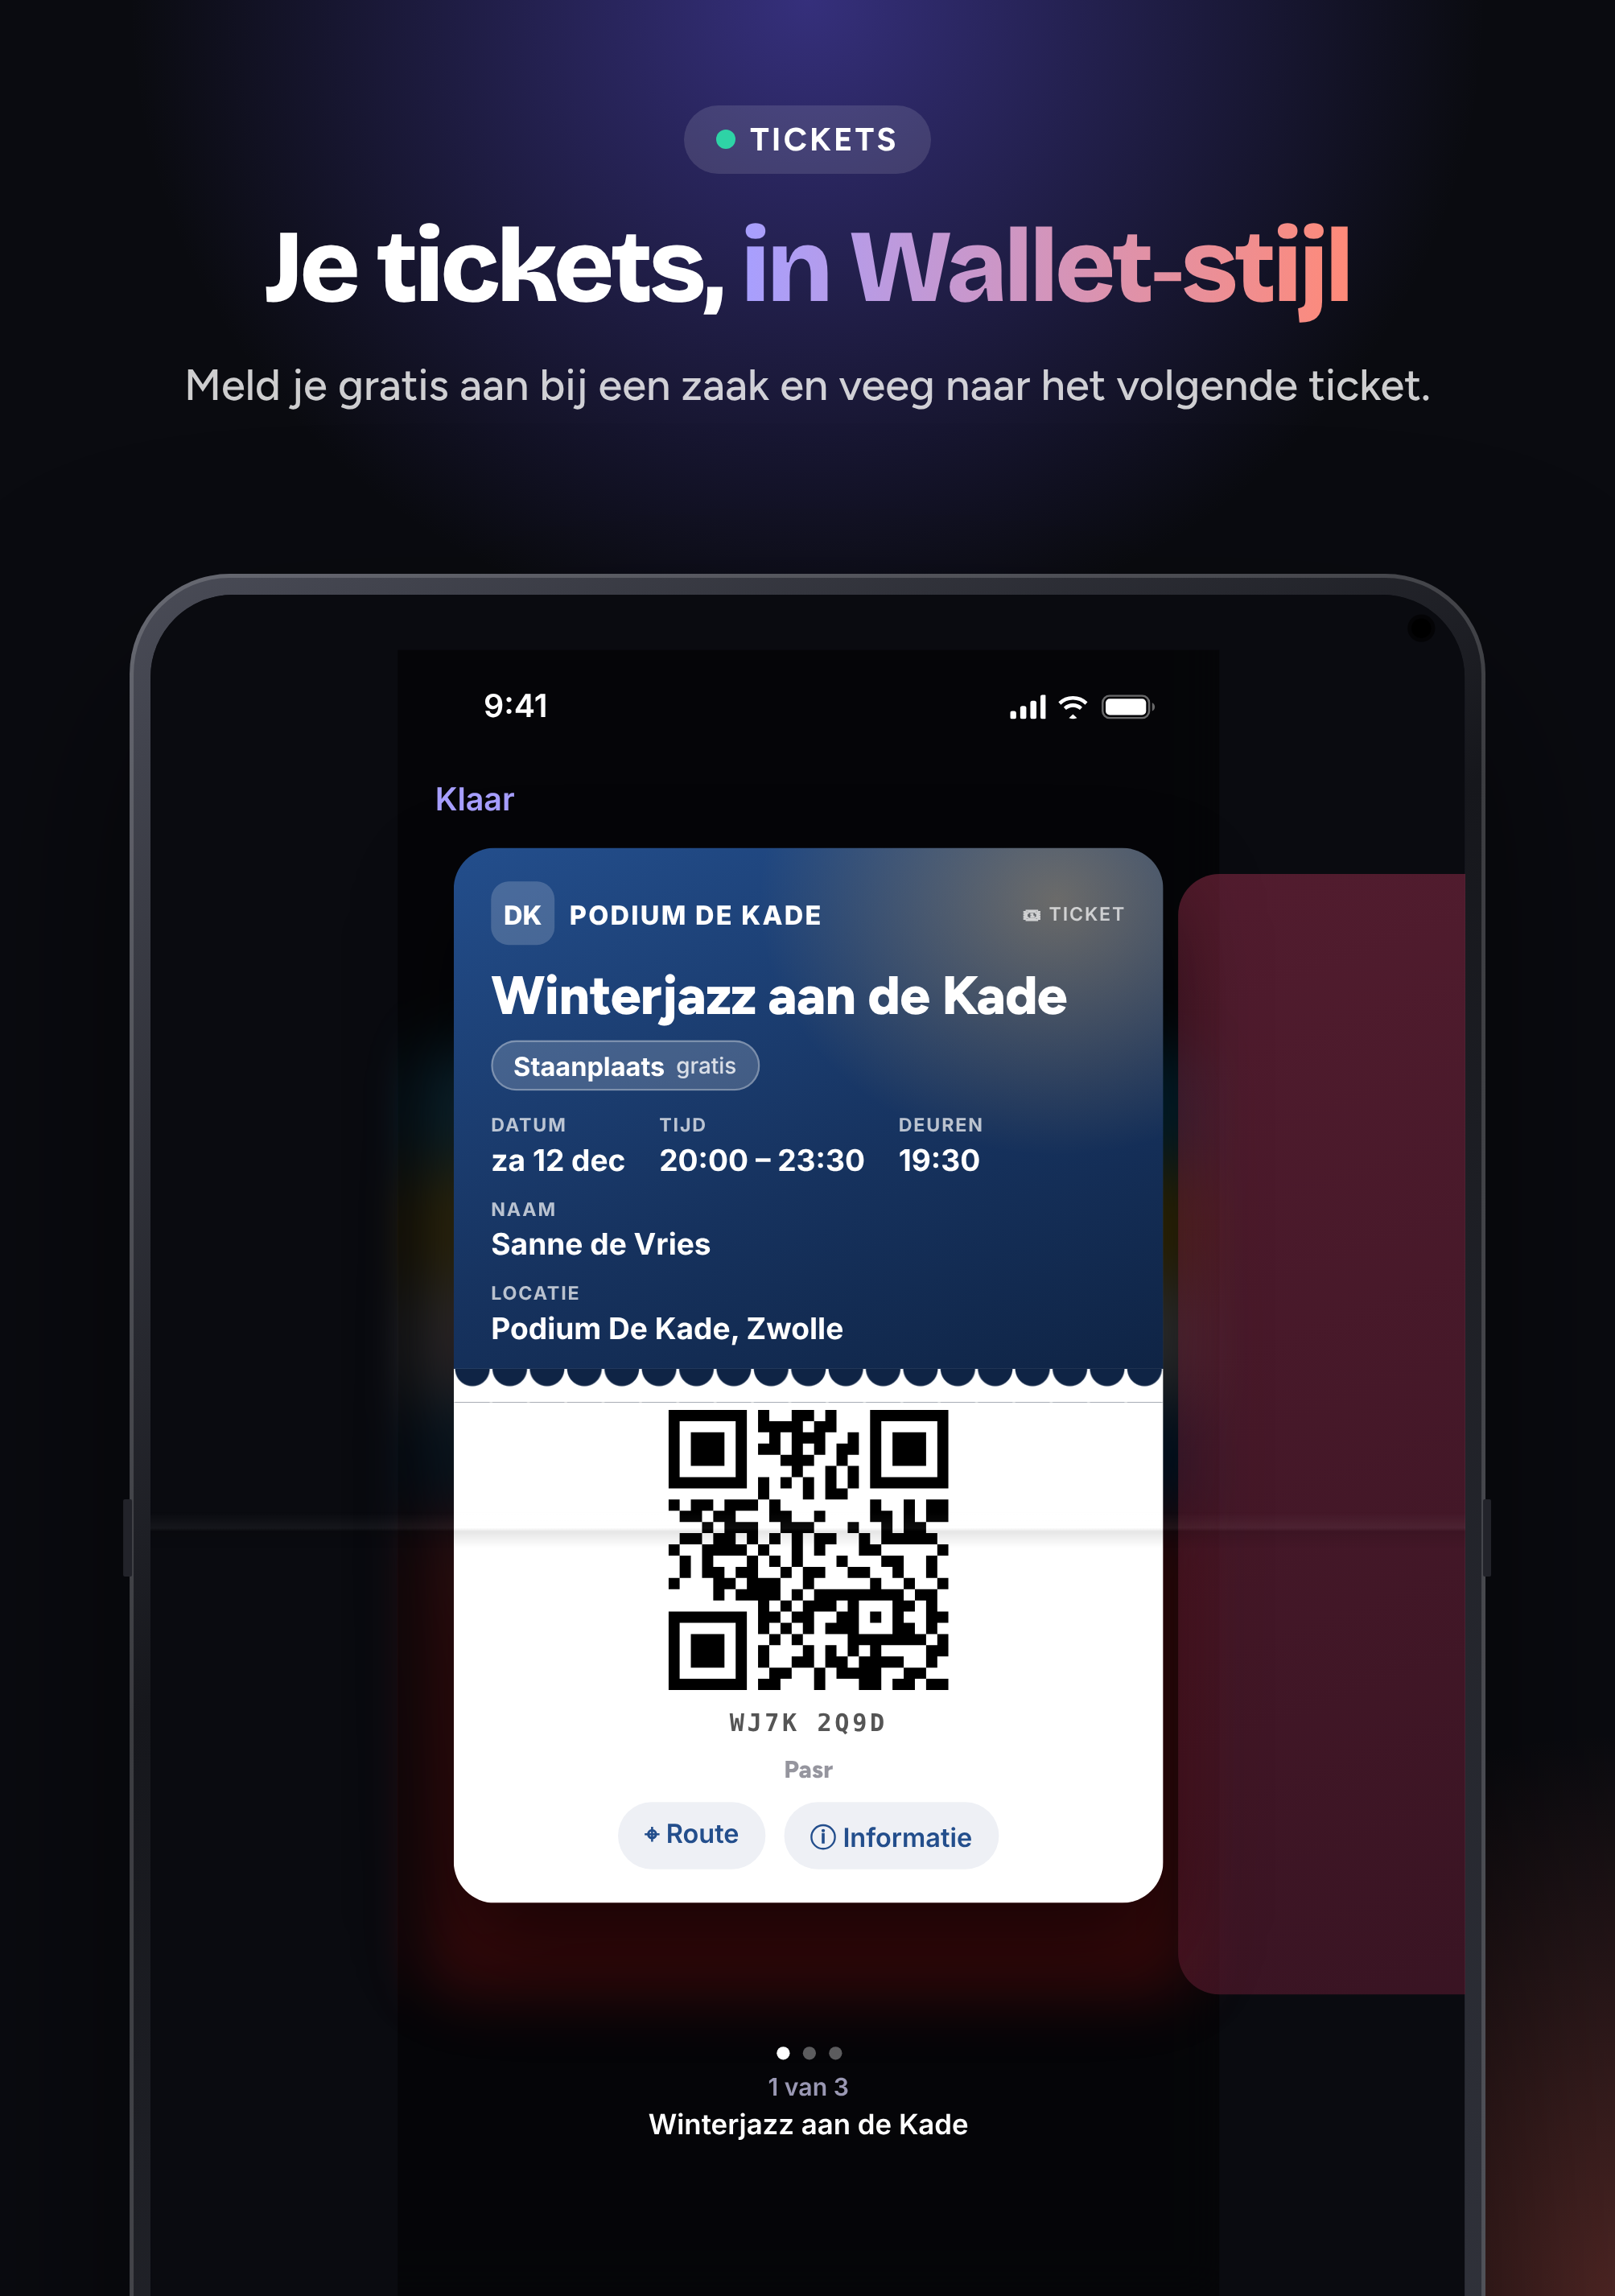 TICKETS
Je tickets, in Wallet-stijl
Meld je gratis aan bij een zaak en veeg naar het volgende ticket.
9:41
Klaar
DK PODIUM DE KADE TICKET
Winterjazz aan de Kade
Staanplaats gratis
DATUM TIJD DEUREN
za 12 dec 20:00 – 23:30 19:30
NAAM
Sanne de Vries
LOCATIE
Podium De Kade, Zwolle
WJ7K 2Q9D
Pasr
Route Informatie
1 van 3
Winterjazz aan de Kade